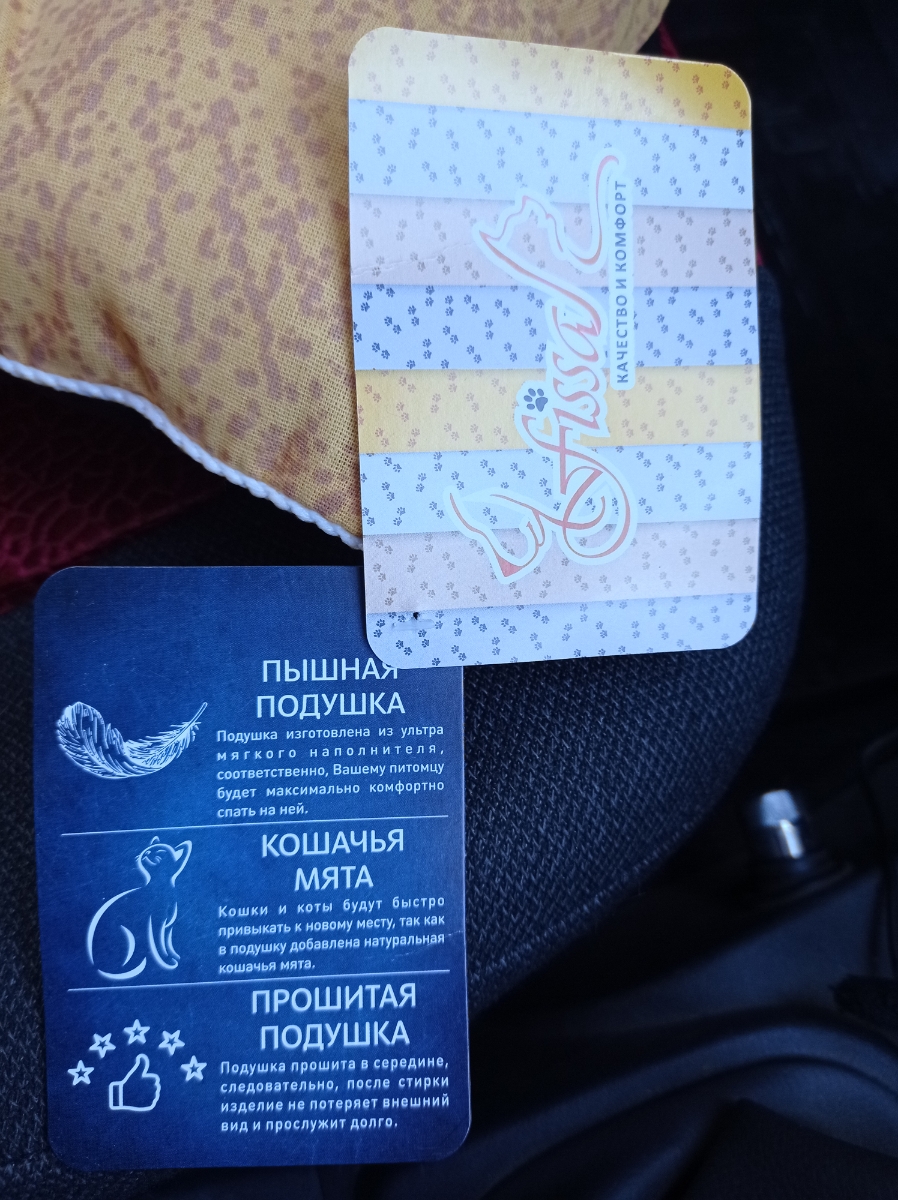 fissa
КАЧЕСТВО И КОМФОРТ
ПЫШНАЯ
ПОДУШКА
Подушка изготовлена из ультра
мягкого наполнителя,
соответственно, Вашему питомцу
будет максимально комфортно
спать на ней.
КОШАЧЬЯ
МЯТА
Кошки и коты будут быстро
привыкать к новому месту, так как
в подушку добавлена натуральная
кошачья мята.
ПРОШИТАЯ
ПОДУШКА
Подушка прошита в середине,
следовательно, после стирки
изделие не потеряет внешний
вид и прослужит долго.